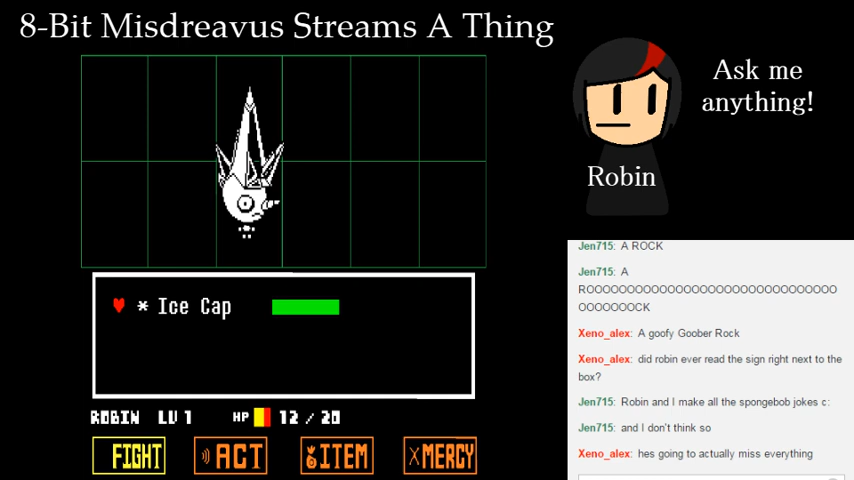 8-Bit Misdreavus Streams A Thing
Ask me
anything!
Robin
* Ice Cap
ROBIN LV 1 HP 12 / 20
FIGHT ACT ITEM MERCY
Jen715: A ROCK
Jen715: A
ROOOOOOOOOOOOOOOOOOOOOOOOOOOOOO
OOOOOOOCK
Xeno_alex: A goofy Goober Rock
Xeno_alex: did robin ever read the sign right next to the
box?
Jen715: Robin and I make all the spongebob jokes c:
Jen715: and I don't think so
Xeno_alex: hes going to actually miss everything